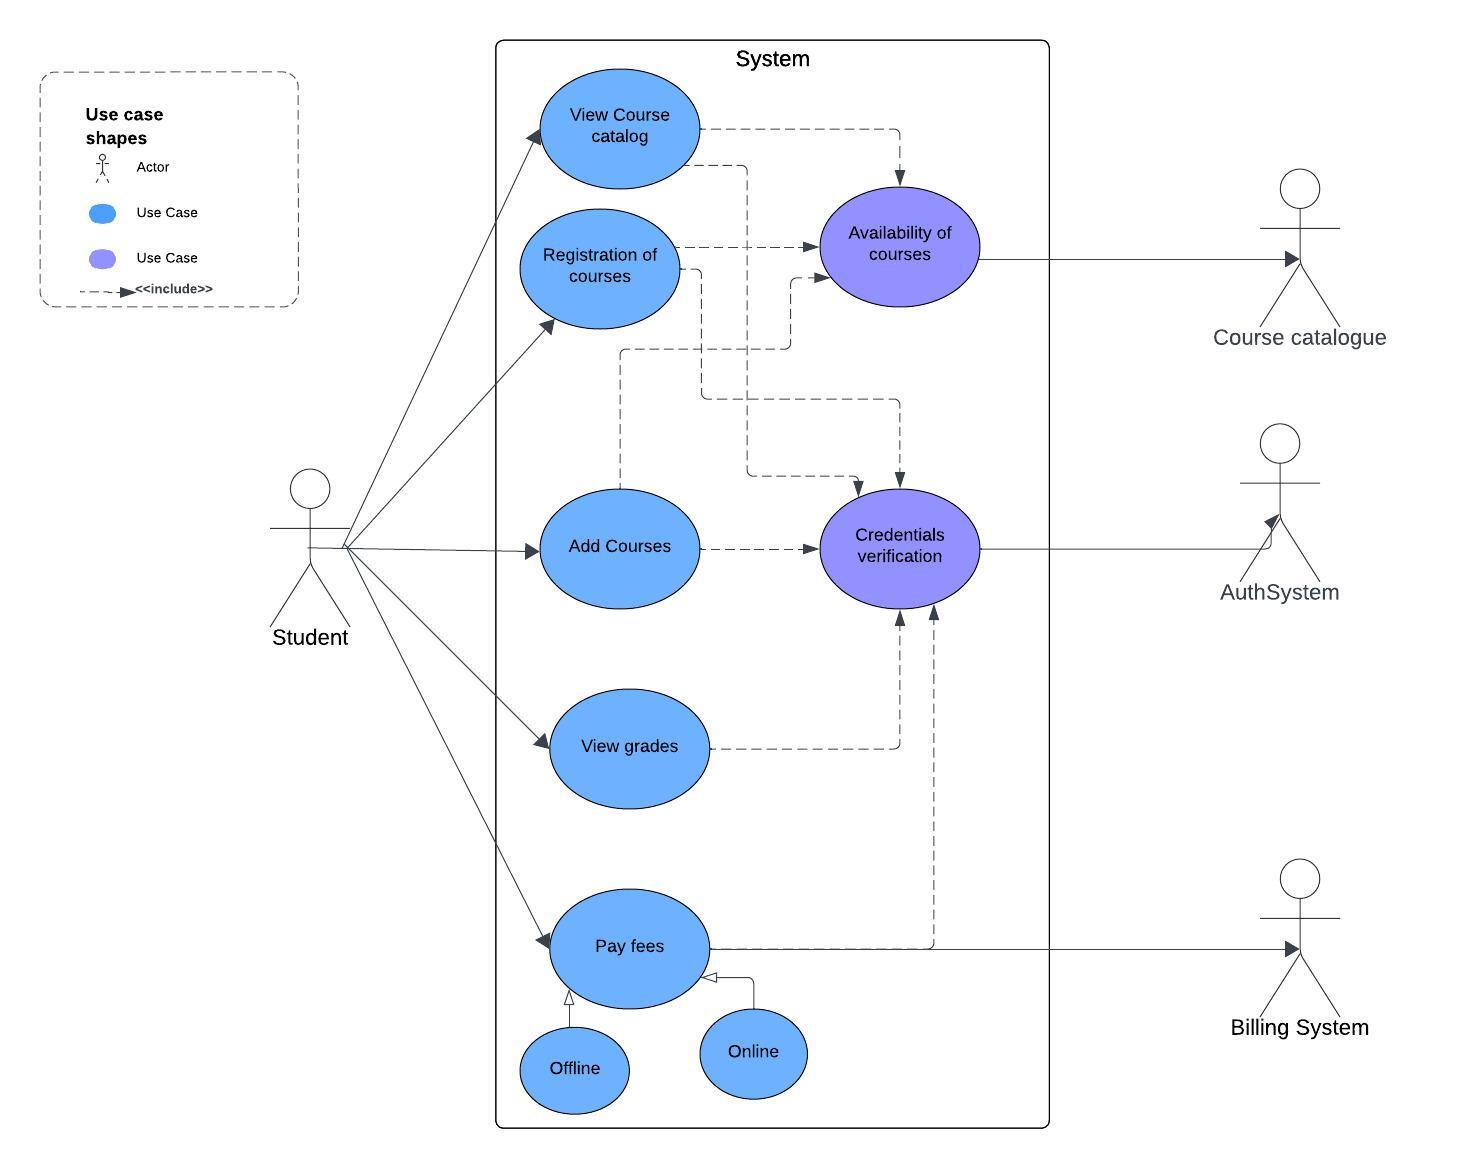 System
Use case
shapes
Actor
Use Case
Use Case
<<include>>
View Course
catalog
Registration of
courses
Availability of
courses
Course catalogue
Add Courses
Credentials
verification
AuthSystem
Student
View grades
Pay fees
Offline
Online
Billing System